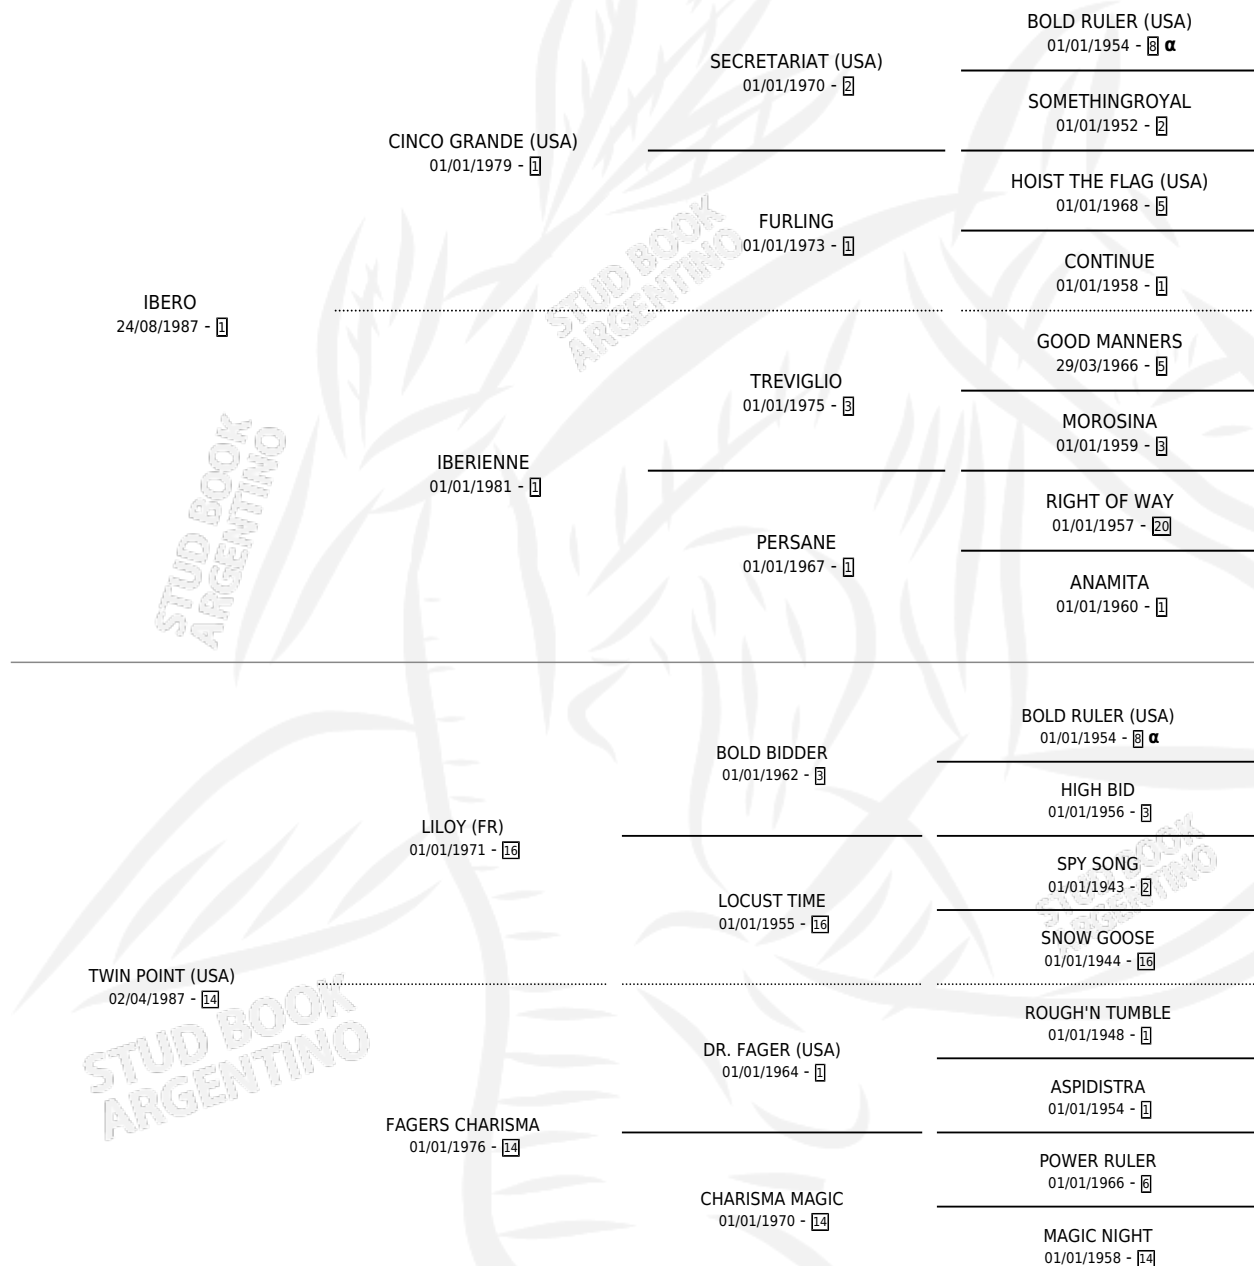 BOLD RULER (USA)
01/01/1954 - 8 α
SECRETARIAT (USA)
01/01/1970 - 2
SOMETHINGROYAL
01/01/1952 - 2
CINCO GRANDE (USA)
01/01/1979 - 1
HOIST THE FLAG (USA)
01/01/1968 - 5
FURLING
01/01/1973 - 1
CONTINUE
01/01/1958 - 1
IBERO
24/08/1987 - 1
GOOD MANNERS
29/03/1966 - 5
TREVIGLIO
01/01/1975 - 3
MOROSINA
01/01/1959 - 3
IBERIENNE
01/01/1981 - 1
RIGHT OF WAY
01/01/1957 - 20
PERSANE
01/01/1967 - 1
ANAMITA
01/01/1960 - 1
BOLD RULER (USA)
01/01/1954 - 8 α
BOLD BIDDER
01/01/1962 - 3
HIGH BID
01/01/1956 - 3
LILOY (FR)
01/01/1971 - 16
SPY SONG
01/01/1943 - 2
LOCUST TIME
01/01/1955 - 16
SNOW GOOSE
01/01/1944 - 16
TWIN POINT (USA)
02/04/1987 - 14
ROUGH'N TUMBLE
01/01/1948 - 1
DR. FAGER (USA)
01/01/1964 - 1
ASPIDISTRA
01/01/1954 - 1
FAGERS CHARISMA
01/01/1976 - 14
POWER RULER
01/01/1966 - 6
CHARISMA MAGIC
01/01/1970 - 14
MAGIC NIGHT
01/01/1958 - 14
STUD BOOK
ARGENTINO
STUD BOOK
ARGENTINO
STUD BOOK
ARGENTINO
STUD BOOK
ARGENTINO